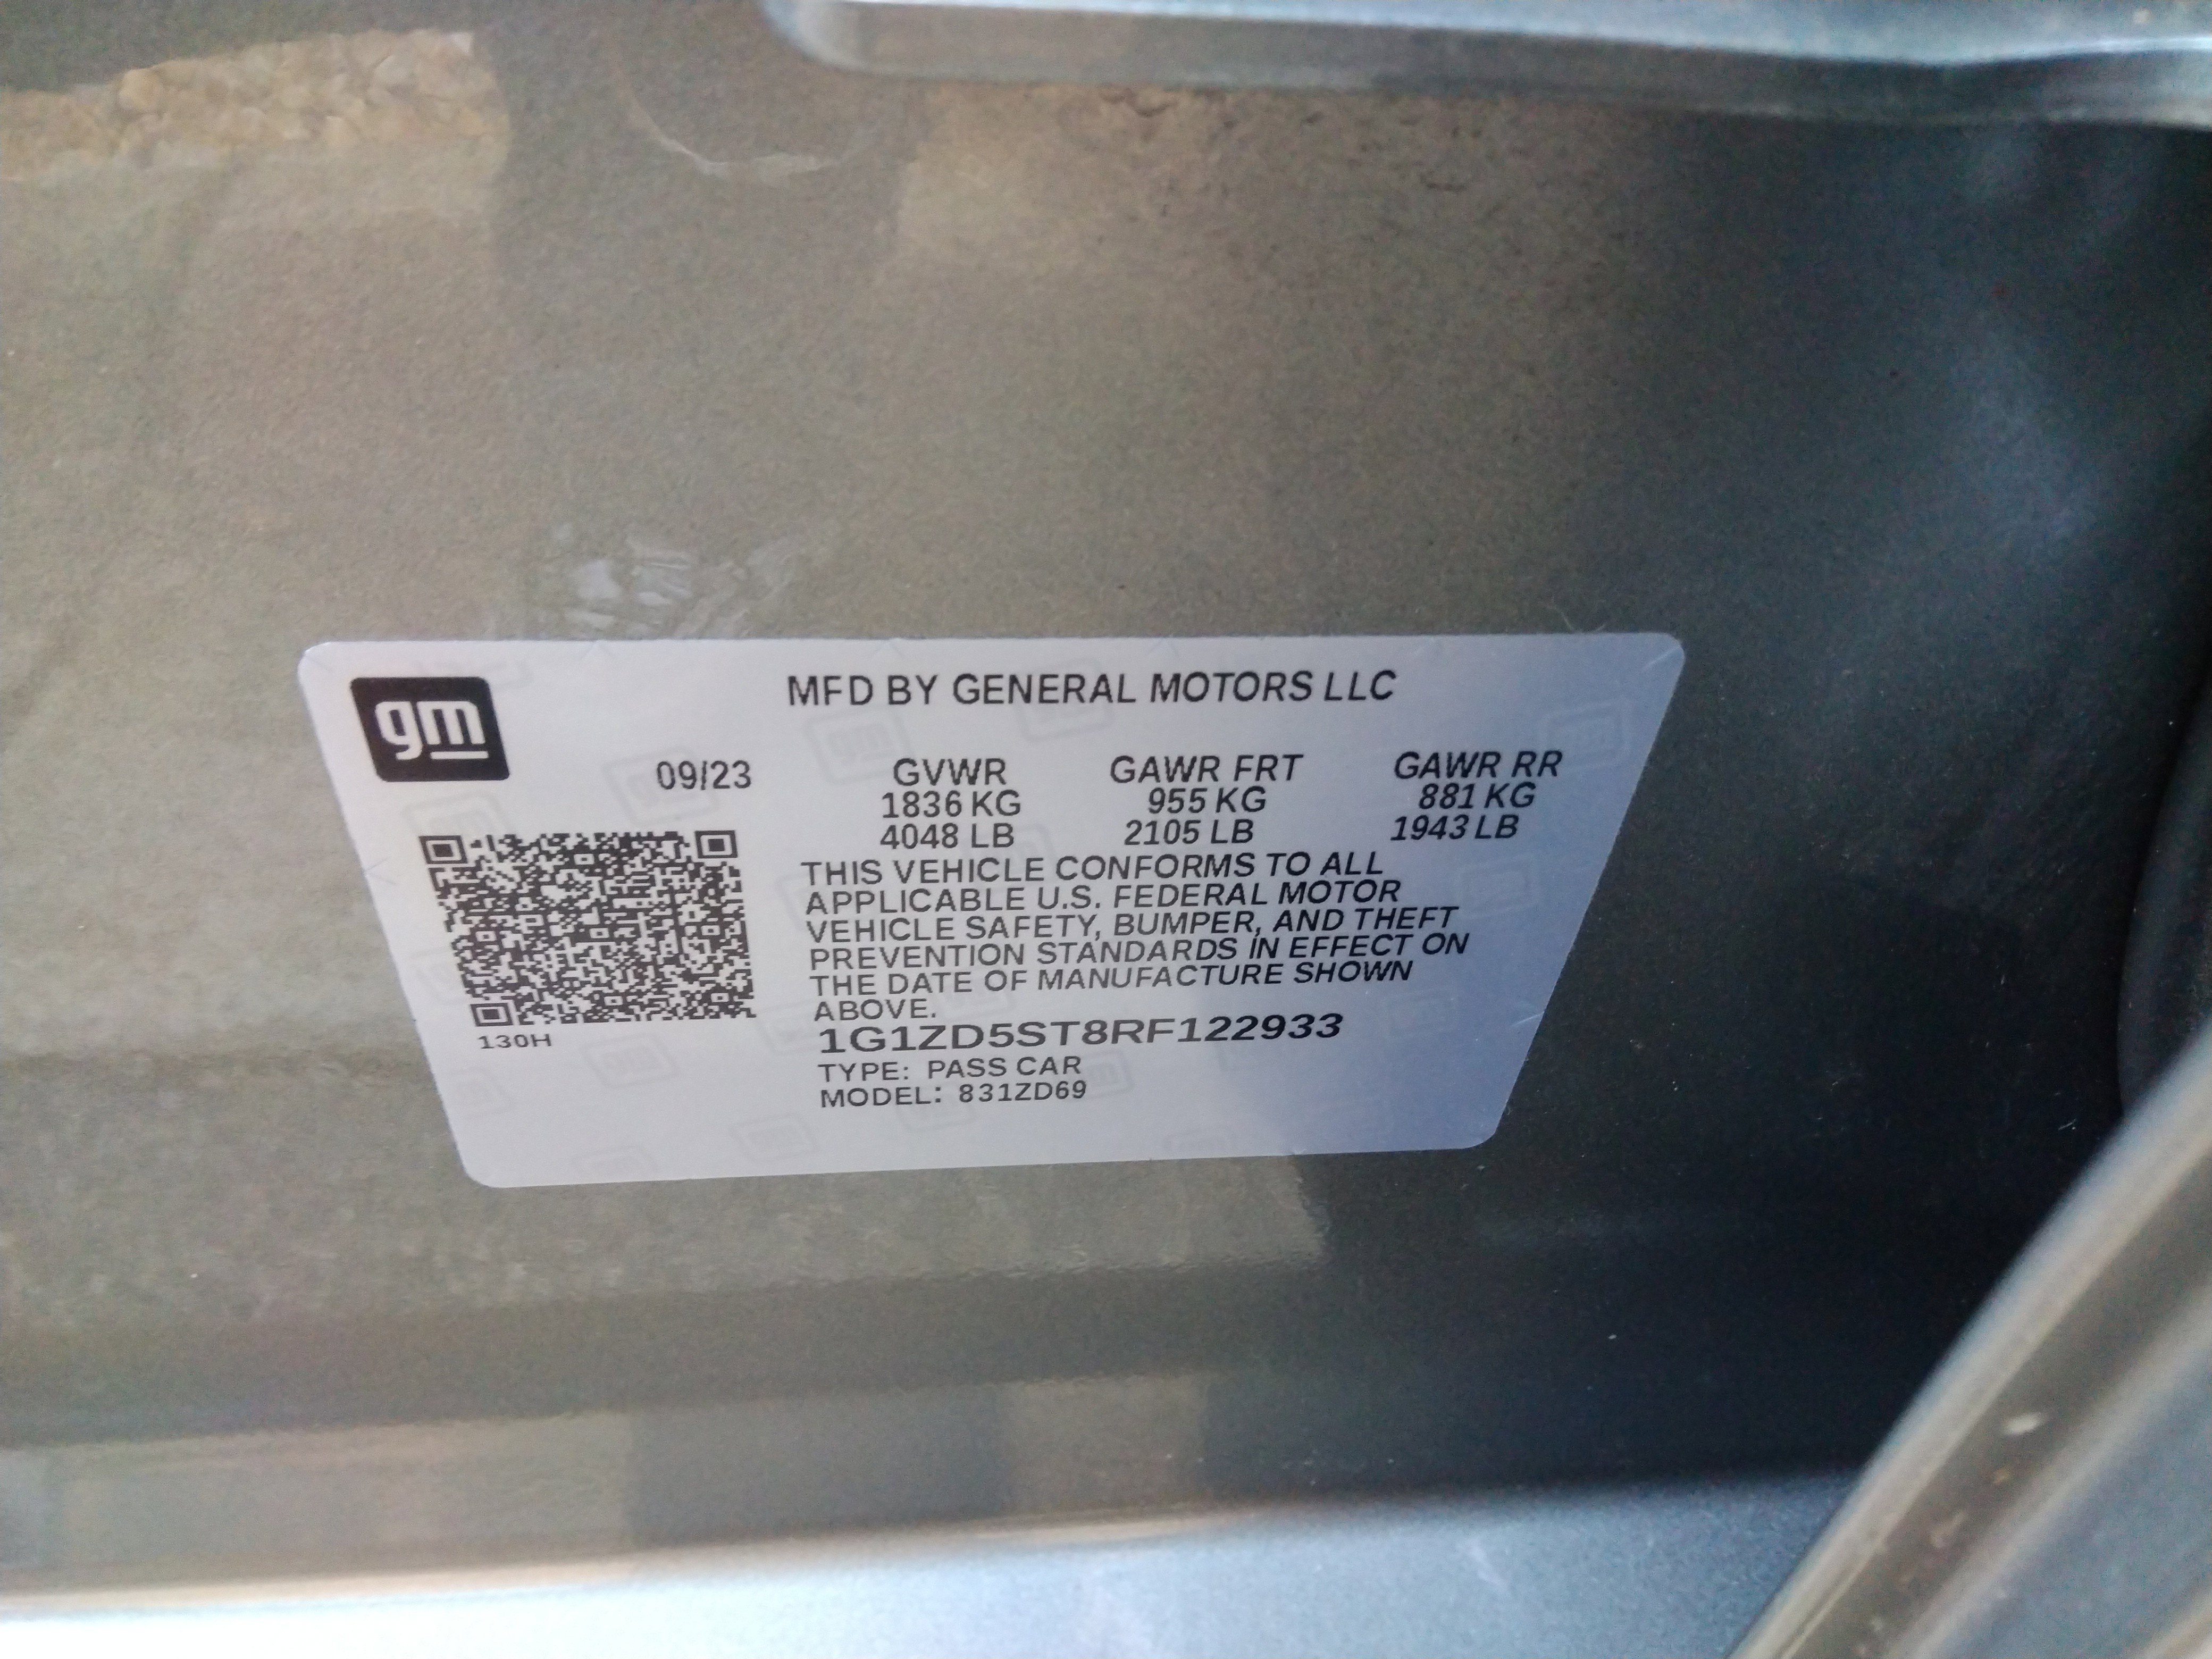 gm
MFD BY GENERAL MOTORS LLC
09/23 GVWR GAWR FRT GAWR RR
1836 KG 955 KG 881 KG
4048 LB 2105 LB 1943 LB
THIS VEHICLE CONFORMS TO ALL
APPLICABLE U.S. FEDERAL MOTOR
VEHICLE SAFETY, BUMPER, AND THEFT
PREVENTION STANDARDS IN EFFECT ON
THE DATE OF MANUFACTURE SHOWN
ABOVE.
130H
1G1ZD5ST8RF122933
TYPE: PASS CAR
MODEL: 831ZD69